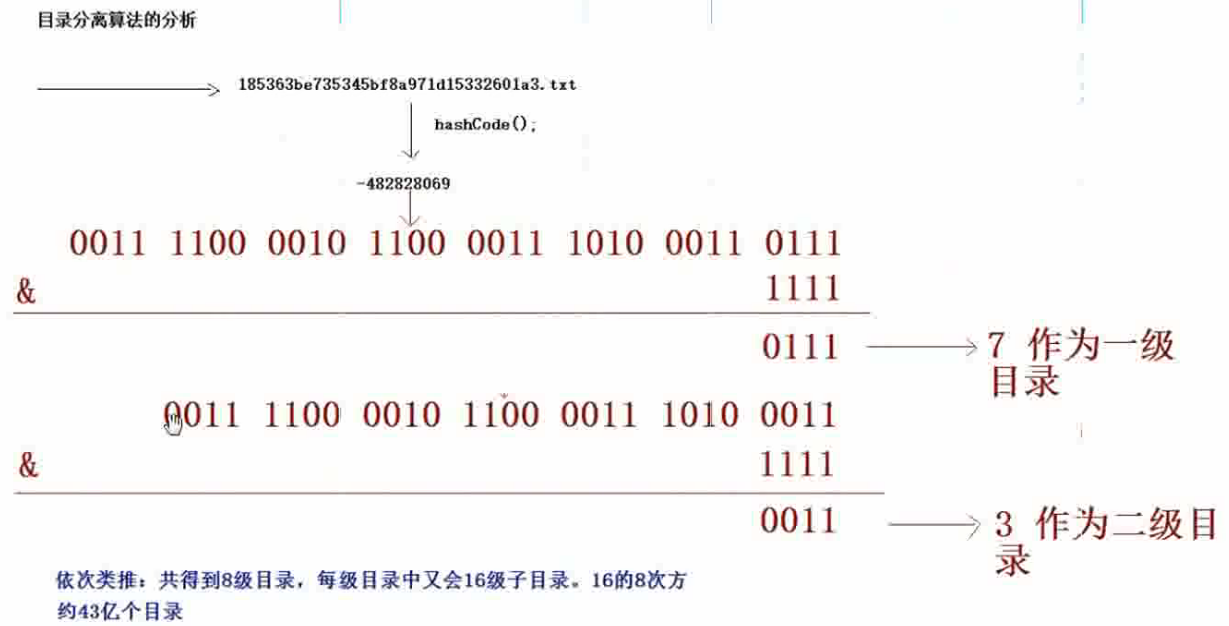 目录分离算法的分析
185363be735345bf8a971d15332601a3.txt
hashCode();
-482828069
0011 1100 0010 1100 0011 1010 0011 0111
& 1111
0111 7 作为一级
目录
0011 1100 0010 1100 0011 1010 0011
& 1111
0011 3 作为二级目
录
依次类推：共得到8级目录，每级目录中又会16级子目录。16的8次方
约43亿个目录